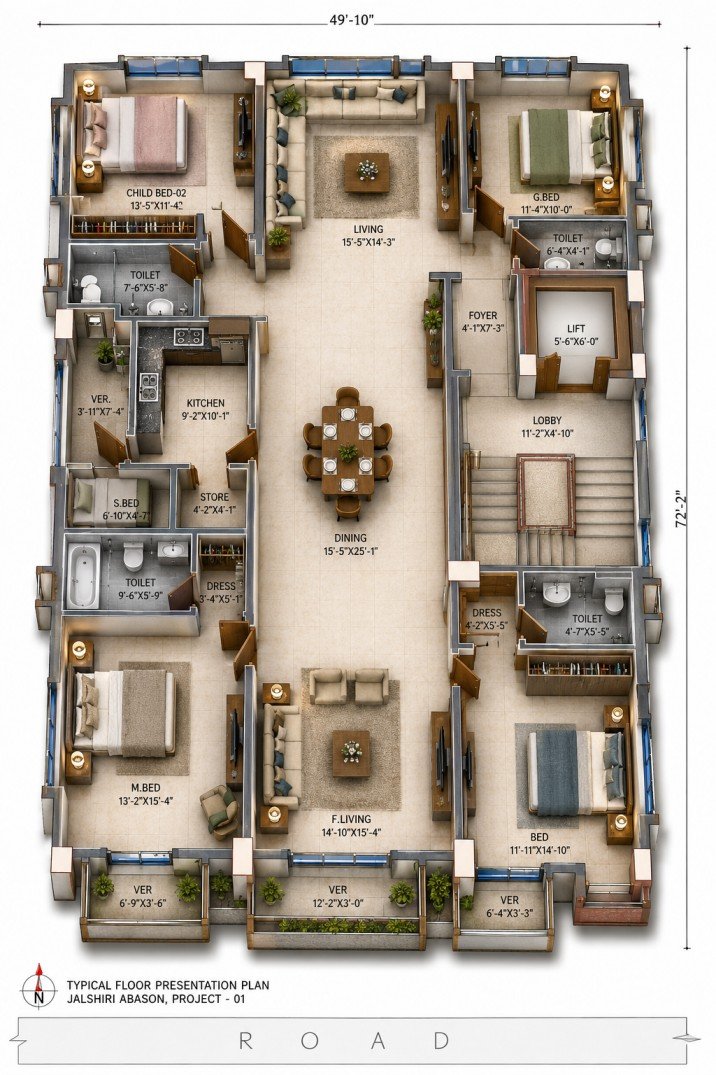 49'-10"
CHILD BED-02
13'-5"X11'-4"
G.BED
11'-4"X10'-0"
LIVING
15'-5"X14'-3"
TOILET
6'-4"X4'-1"
TOILET
7'-6"X5'-8"
FOYER
4'-1"X7'-3"
LIFT
5'-6"X6'-0"
VER.
3'-11"X7'-4"
KITCHEN
9'-2"X10'-1"
LOBBY
11'-2"X4'-10"
72'-2"
S.BED
6'-10"X4'-7"
STORE
4'-2"X4'-1"
DINING
15'-5"X25'-1"
TOILET
9'-6"X5'-9"
DRESS
3'-4"X5'-1"
DRESS
4'-2"X5'-5"
TOILET
4'-7"X5'-5"
M.BED
13'-2"X15'-4"
F.LIVING
14'-10"X15'-4"
BED
11'-11"X14'-10"
VER
6'-9"X3'-6"
VER
12'-2"X3'-0"
VER
6'-4"X3'-3"
N
TYPICAL FLOOR PRESENTATION PLAN
JALSHIRI ABASON, PROJECT - 01
ROAD